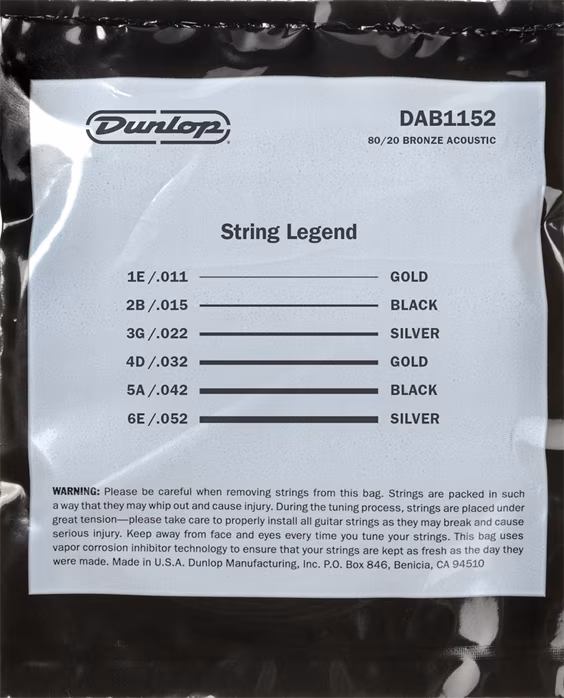 Dunlop
DAB1152
80/20 BRONZE ACOUSTIC
String Legend
1E /.011 GOLD
2B /.015 BLACK
3G /.022 SILVER
4D /.032 GOLD
5A /.042 BLACK
6E /.052 SILVER
WARNING: Please be careful when removing strings from this bag. Strings are packed in such
a way that they may whip out and cause injury. During the tuning process, strings are placed under
great tension—please take care to properly install all guitar strings as they may break and cause
serious injury. Keep away from face and eyes every time you tune your strings. This bag uses
vapor corrosion inhibitor technology to ensure that your strings are kept as fresh as the day they
were made. Made in U.S.A. Dunlop Manufacturing, Inc. P.O. Box 846, Benicia, CA 94510